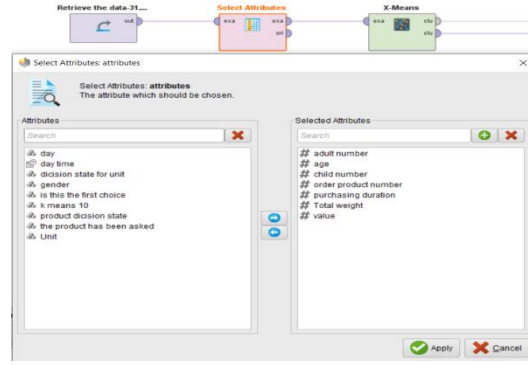 Retrieve the data-31....
Select Attributes
X-Means
out
exa
exa
ori
exa
clu
clu
Select Attributes: attributes
Select Attributes: attributes
The attribute which should be chosen.
Attributes
Selected Attributes
Search
Search
day
day time
dicision state for unit
gender
is this the first choice
k means 10
product dicision state
the product has been asked
Unit
adult number
age
child number
order product number
purchasing duration
Total weight
value
Apply
Cancel